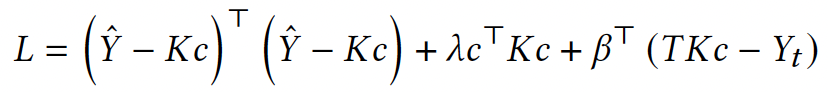 L = (Ŷ − Kc)⊤ (Ŷ − Kc) + λc⊤Kc + β⊤ (TKc − Yₜ)